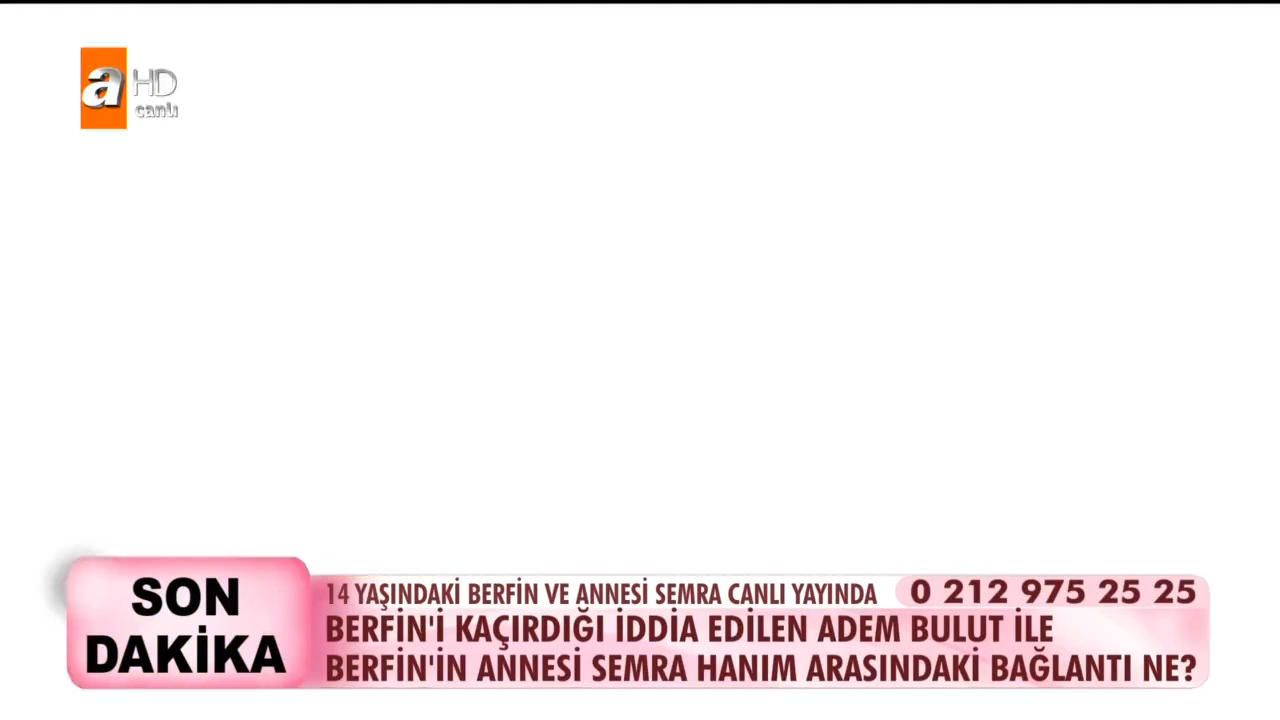 a HD
canlı
SON
DAKİKA
14 YAŞINDAKİ BERFİN VE ANNESİ SEMRA CANLI YAYINDA 0 212 975 25 25
BERFİN'İ KAÇIRDIĞI İDDİA EDİLEN ADEM BULUT İLE
BERFİN'İN ANNESİ SEMRA HANIM ARASINDAKİ BAĞLANTI NE?